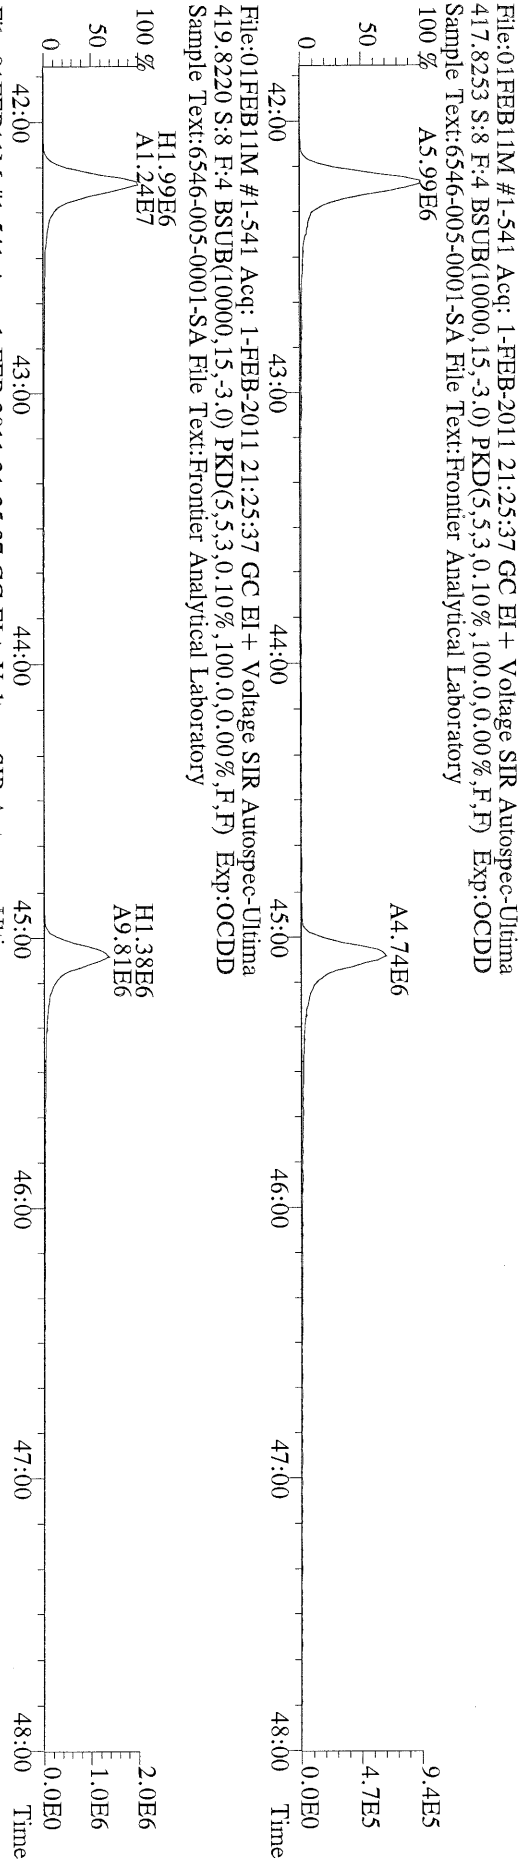 File:01FEB11M #1-541 Acq: 1-FEB-2011 21:25:37 GC EI+ Voltage SIR Autospec-Ultima
417.8253 S:8 F:4 BSUB(10000,15,-3.0) PKD(5,5,3,0.10%,100.0,0.00%,F,F) Exp:OCDD
Sample Text:6546-005-0001-SA File Text:Frontier Analytical Laboratory
100 %
A5.99E6
A4.74E6
9.4E5
50
4.7E5
0
0.0E0
42:00
43:00
44:00
45:00
46:00
47:00
48:00
Time
File:01FEB11M #1-541 Acq: 1-FEB-2011 21:25:37 GC EI+ Voltage SIR Autospec-Ultima
419.8220 S:8 F:4 BSUB(10000,15,-3.0) PKD(5,5,3,0.10%,100.0,0.00%,F,F) Exp:OCDD
Sample Text:6546-005-0001-SA File Text:Frontier Analytical Laboratory
100 %
H1.99E6
A1.24E7
H1.38E6
A9.81E6
2.0E6
50
1.0E6
0
0.0E0
42:00
43:00
44:00
45:00
46:00
47:00
48:00
Time